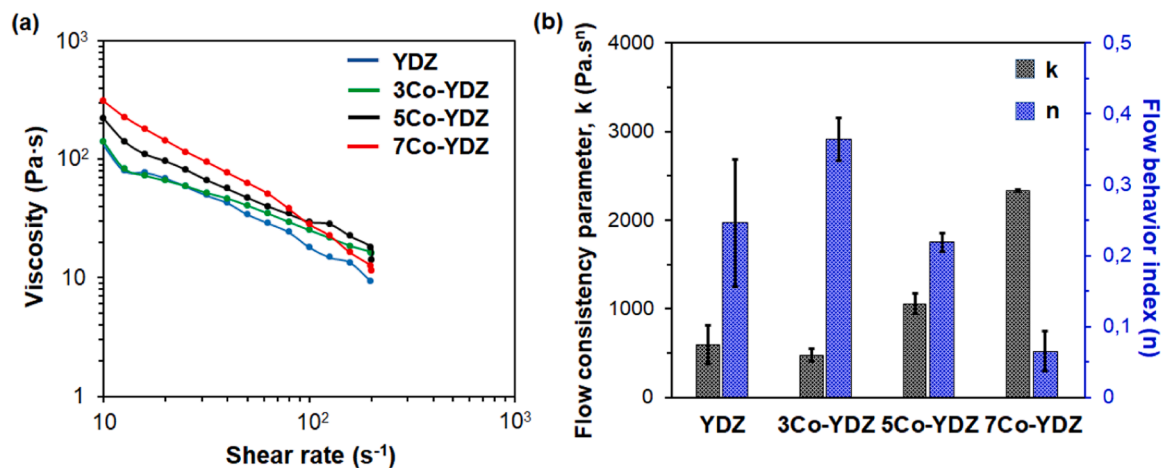 (a)
10³
10²
10
1
Viscosity (Pa·s)
YDZ
3Co-YDZ
5Co-YDZ
7Co-YDZ
10
10²
10³
Shear rate (s⁻¹)
(b)
4000
3000
2000
1000
0
Flow consistency parameter, k (Pa.sⁿ)
k
n
0,5
0,4
0,3
0,2
0,1
0
Flow behavior index (n)
YDZ
3Co-YDZ
5Co-YDZ
7Co-YDZ